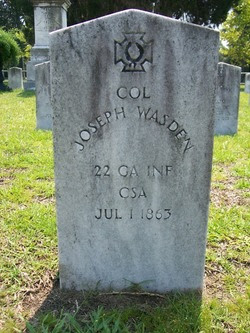 COL
JOSEPH WASDEN
22 GA INF
CSA
JUL 1 1863